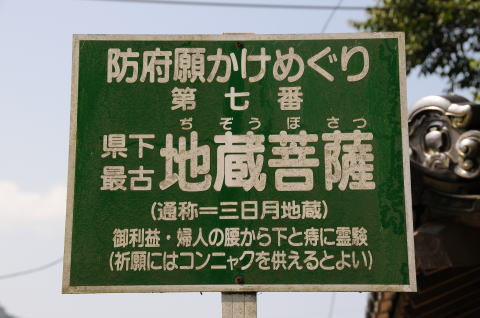 防府願かけめぐり
第七番
ぢぞうぼさつ
県下最古 地蔵菩薩
(通称=三日月地蔵)
御利益・婦人の腰から下と痔に霊験
(祈願にはコンニャクを供えるとよい)